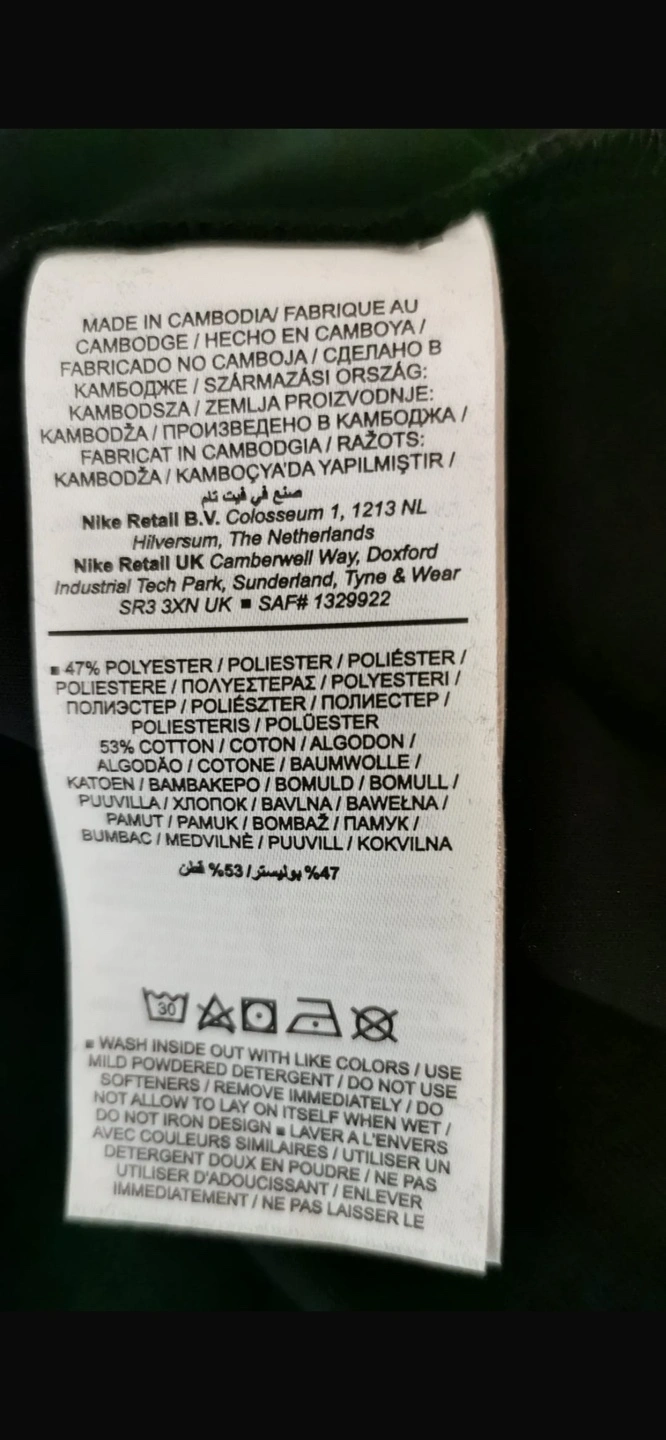 MADE IN CAMBODIA/ FABRIQUE AU
CAMBODGE / HECHO EN CAMBOYA /
FABRICADO NO CAMBOJA / СДЕЛАНО В
КАМБОДЖЕ / SZÁRMAZÁSI ORSZÁG:
KAMBODSZA / ZEMLJA PROIZVODNJE:
KAMBODŽA / ПРОИЗВЕДЕНО В КАМБОДЖА /
FABRICAT IN CAMBODGIA / RAŽOTS:
KAMBODŽA / KAMBOÇYA'DA YAPILMIŞTIR /
صنع في فيت نام
Nike Retail B.V. Colosseum 1, 1213 NL
Hilversum, The Netherlands
Nike Retail UK Camberwell Way, Doxford
Industrial Tech Park, Sunderland, Tyne & Wear
SR3 3XN UK ■ SAF# 1329922
■ 47% POLYESTER / POLIESTER / POLIÉSTER /
POLIESTERE / ΠΟΛΥΕΣΤΕΡΑΣ / POLYESTERI /
ПОЛИЭСТЕР / POLIÉSZTER / ПОЛИЕСТЕР /
POLIESTERIS / POLÜESTER
53% COTTON / COTON / ALGODON /
ALGODÃO / COTONE / BAUMWOLLE /
KATOEN / BAMBAKEPO / BOMULD / BOMULL /
PUUVILLA / ХЛОПОК / BAVLNA / BAWEŁNA /
PAMUT / PAMUK / BOMBAŽ / ПАМУК /
BUMBAC / MEDVILNĖ / PUUVILL / KOKVILNA
47% بوليستر/ 53% قطن
30
■ WASH INSIDE OUT WITH LIKE COLORS / USE
MILD POWDERED DETERGENT / DO NOT USE
SOFTENERS / REMOVE IMMEDIATELY / DO
NOT ALLOW TO LAY ON ITSELF WHEN WET /
DO NOT IRON DESIGN ■ LAVER A L'ENVERS
AVEC COULEURS SIMILAIRES / UTILISER UN
DETERGENT DOUX EN POUDRE / NE PAS
UTILISER D'ADOUCISSANT / ENLEVER
IMMEDIATEMENT / NE PAS LAISSER LE